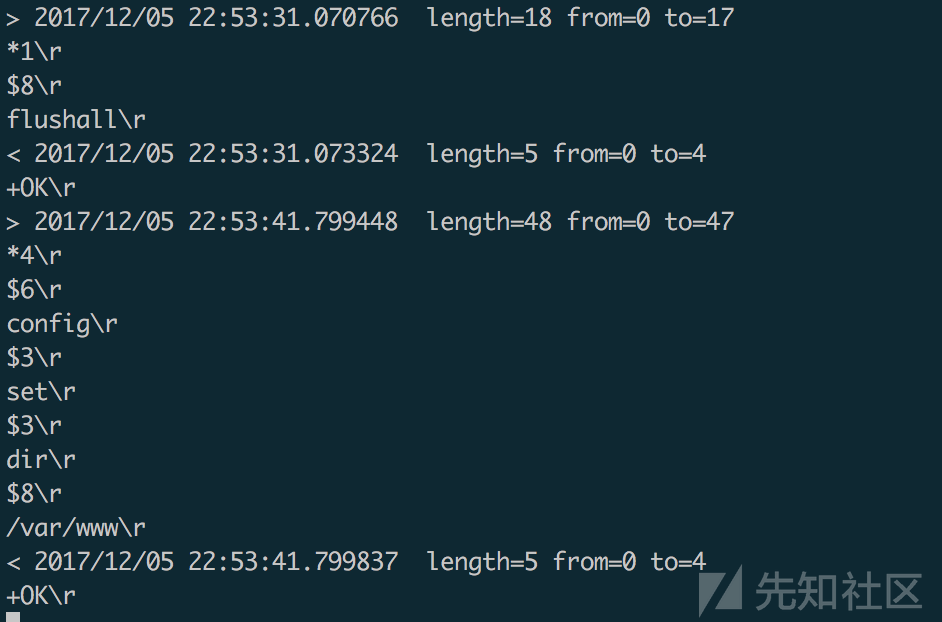 > 2017/12/05 22:53:31.070766  length=18 from=0 to=17
*1\r
$8\r
flushall\r
< 2017/12/05 22:53:31.073324  length=5 from=0 to=4
+OK\r
> 2017/12/05 22:53:41.799448  length=48 from=0 to=47
*4\r
$6\r
config\r
$3\r
set\r
$3\r
dir\r
$8\r
/var/www\r
< 2017/12/05 22:53:41.799837  length=5 from=0 to=4
+OK\r
先知社区